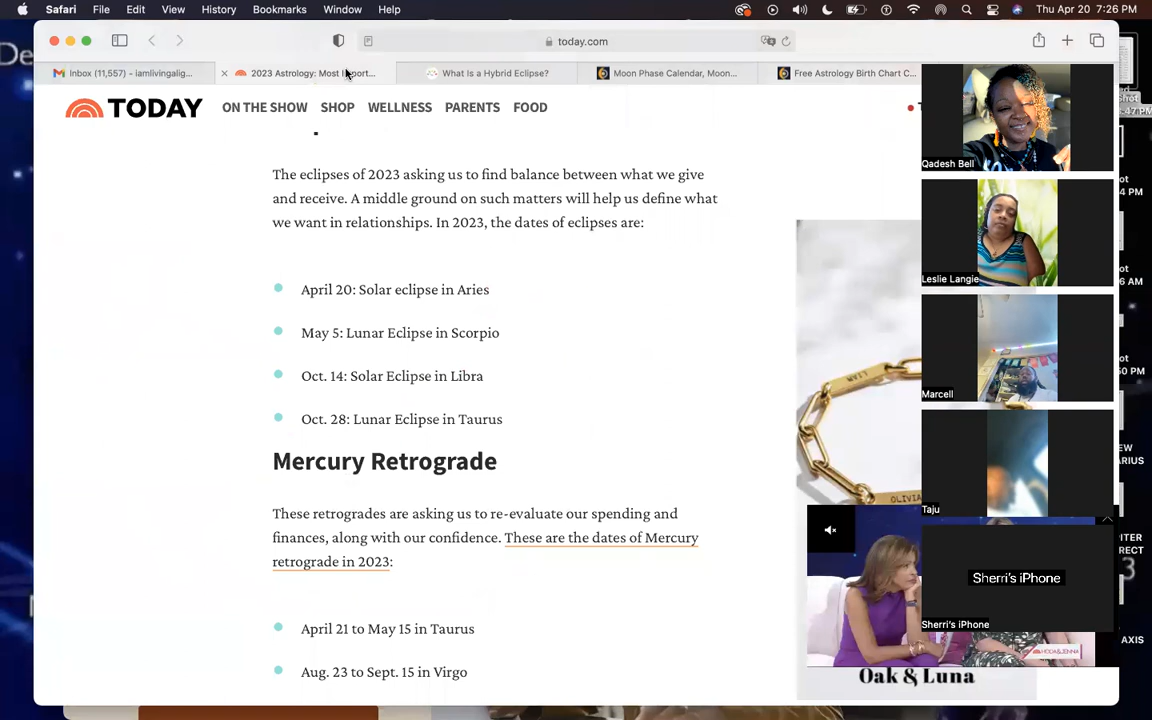 Safari File Edit View History Bookmarks Window Help Thu Apr 20 7:26 PM
today.com
Inbox (11,557) – iamlivingalig...
2023 Astrology: Most Import...
What Is a Hybrid Eclipse?
Moon Phase Calendar, Moon...
Free Astrology Birth Chart C...
TODAY ON THE SHOW SHOP WELLNESS PARENTS FOOD
The eclipses of 2023 asking us to find balance between what we give
and receive. A middle ground on such matters will help us define what
we want in relationships. In 2023, the dates of eclipses are:
April 20: Solar eclipse in Aries
May 5: Lunar Eclipse in Scorpio
Oct. 14: Solar Eclipse in Libra
Oct. 28: Lunar Eclipse in Taurus
Mercury Retrograde
These retrogrades are asking us to re-evaluate our spending and
finances, along with our confidence. These are the dates of Mercury
retrograde in 2023:
April 21 to May 15 in Taurus
Aug. 23 to Sept. 15 in Virgo
LIAM
OLIVIA
Oak & Luna
Qadesh Bell
Leslie Langie
Marcell
Taju
Sherri's iPhone
Sherri's iPhone
HODA&JENNA
AXIS